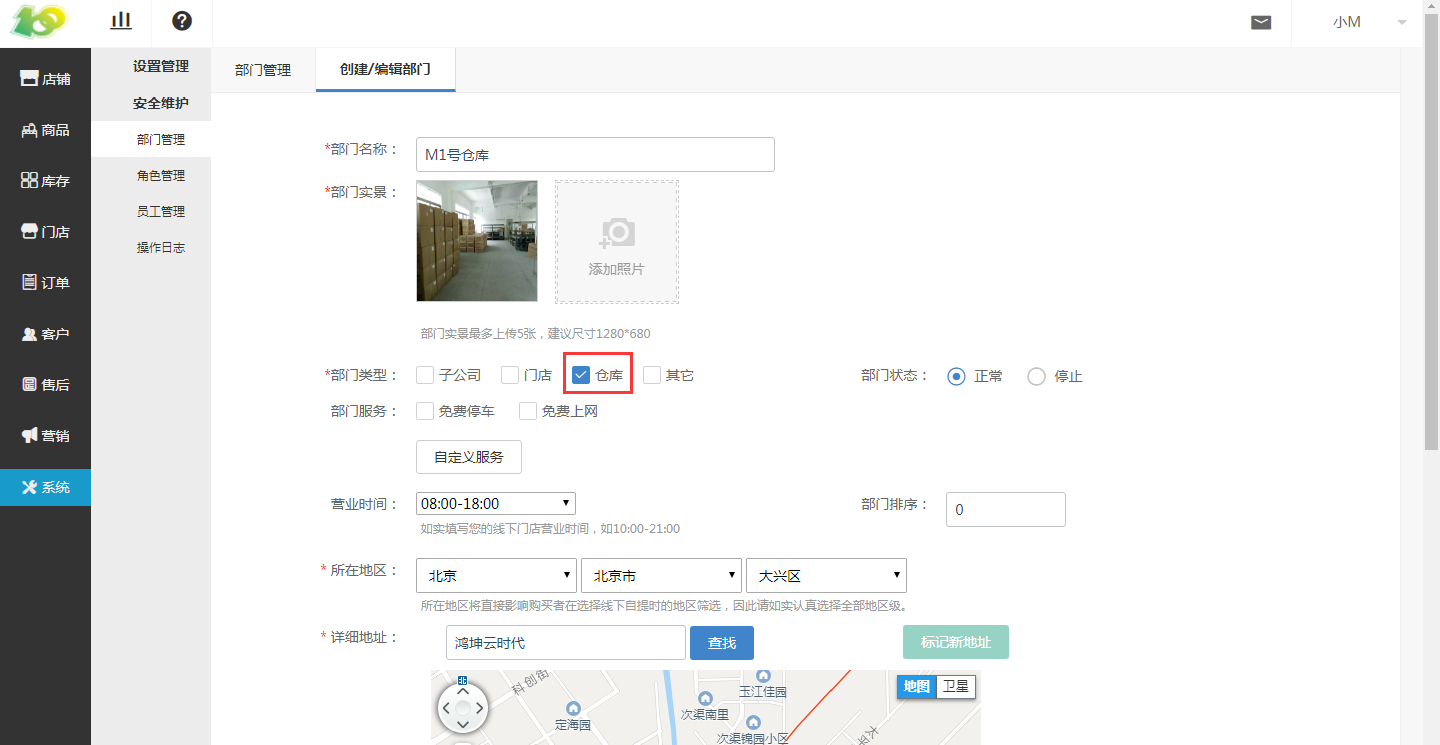 小M
店铺
商品
库存
门店
订单
客户
售后
营销
系统
设置管理
安全维护
部门管理
角色管理
员工管理
操作日志
部门管理
创建/编辑部门
*部门名称：
M1号仓库
*部门实景：
添加照片
部门实景最多上传5张，建议尺寸1280*680
*部门类型： 子公司 门店 仓库 其它
部门状态： 正常 停止
部门服务： 免费停车 免费上网
自定义服务
营业时间： 08:00-18:00
部门排序： 0
如实填写您的线下门店营业时间，如10:00-21:00
* 所在地区： 北京 北京市 大兴区
所在地区将直接影响购买者在选择线下自提时的地区筛选，因此请如实认真选择全部地区级。
* 详细地址： 鸿坤云时代 查找 标记新地址
北
科创街
地图 卫星
玉江佳园
定海园
次渠南里
次渠锦园小区